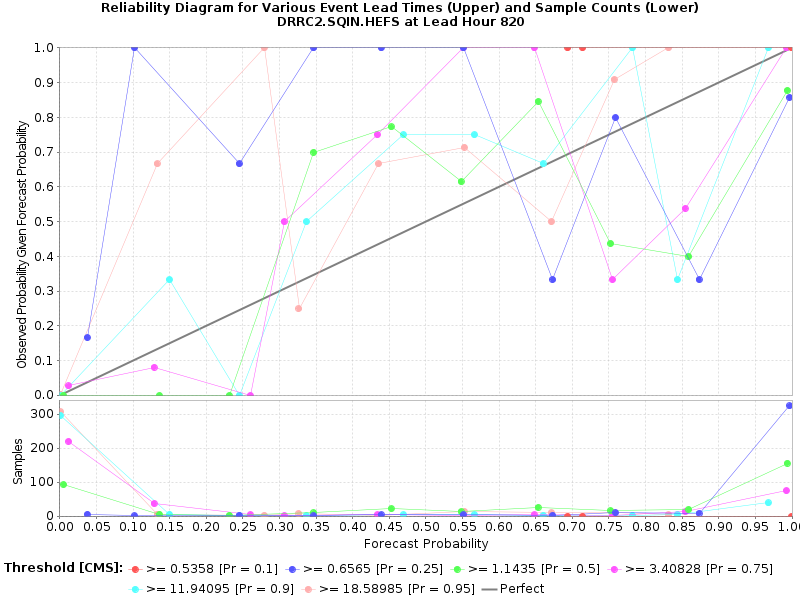 Reliability Diagram for Various Event Lead Times (Upper) and Sample Counts (Lower)
DRRC2.SQIN.HEFS at Lead Hour 820
Observed Probability Given Forecast Probability
1.0
0.9
0.8
0.7
0.6
0.5
0.4
0.3
0.2
0.1
0.0
Samples
300
200
100
0
0.00 0.05 0.10 0.15 0.20 0.25 0.30 0.35 0.40 0.45 0.50 0.55 0.60 0.65 0.70 0.75 0.80 0.85 0.90 0.95 1.00
Forecast Probability
Threshold [CMS]: >= 0.5358 [Pr = 0.1] >= 0.6565 [Pr = 0.25] >= 1.1435 [Pr = 0.5] >= 3.40828 [Pr = 0.75]
>= 11.94095 [Pr = 0.9] >= 18.58985 [Pr = 0.95] Perfect